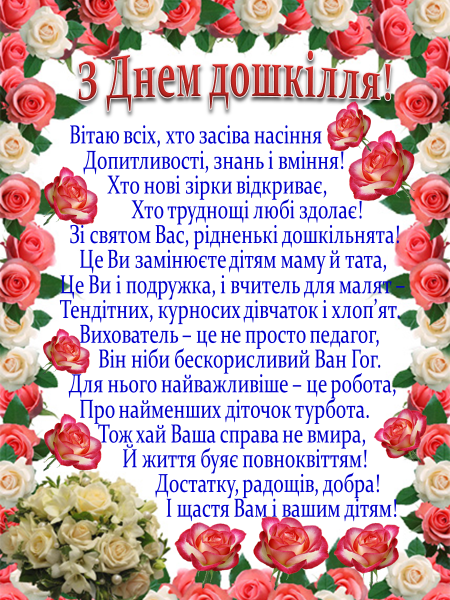 З Днем дошкілля!
Вітаю всіх, хто засіва насіння
Допитливості, знань і вміння!
Хто нові зірки відкриває,
Хто труднощі любі здолає!
Зі святом Вас, рідненькі дошкільнята!
Це Ви замінюєте дітям маму й тата,
Це Ви і подружка, і вчитель для малят –
Тендітних, курносих дівчаток і хлоп'ят.
Вихователь – це не просто педагог,
Він ніби бескорисливий Ван Гог.
Для нього найважливіше – це робота,
Про найменших діточок турбота.
Тож хай Ваша справа не вмира,
Й життя буяє повноквіттям!
Достатку, радощів, добра!
І щастя Вам і вашим дітям!